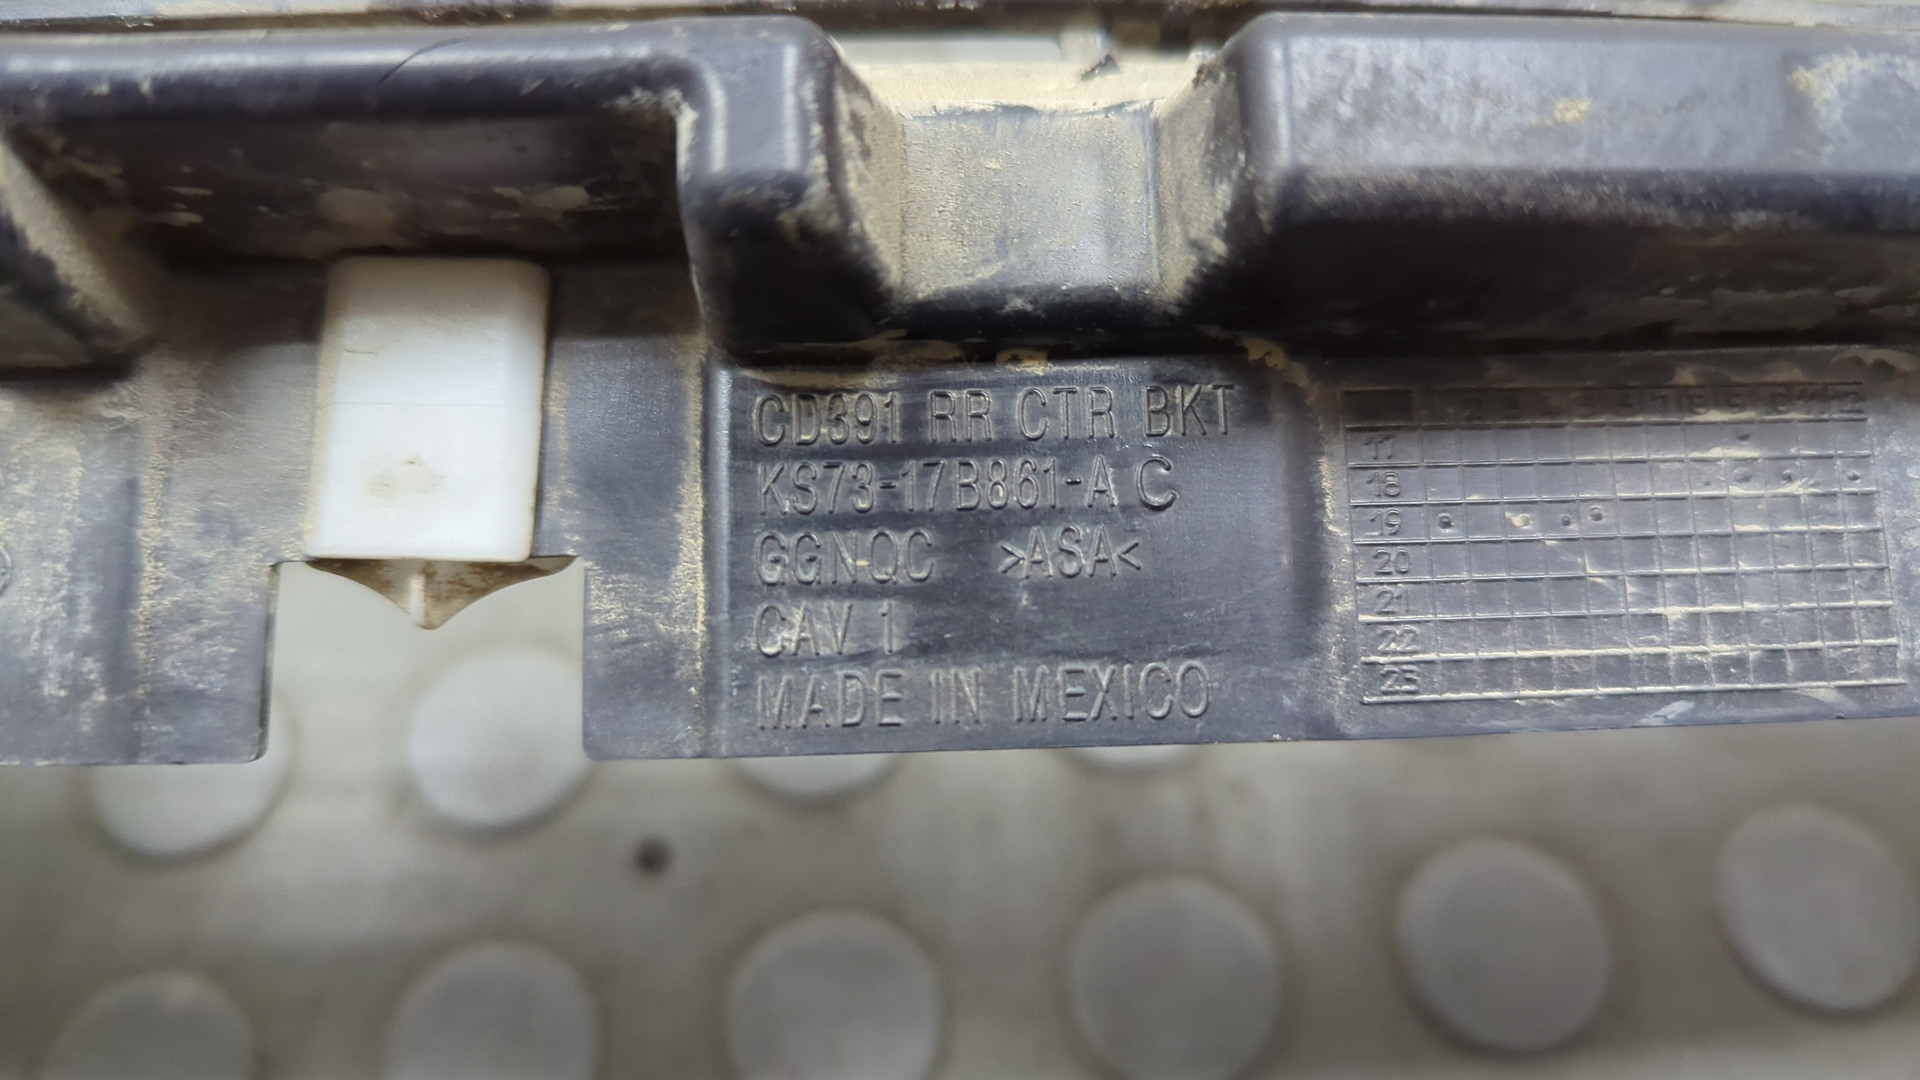 CD391 RR CTR BKT
KS73-17B861-A C
GGNQC >ASA<
CAV 1
MADE IN MEXICO
17
18
19
20
21
22
23